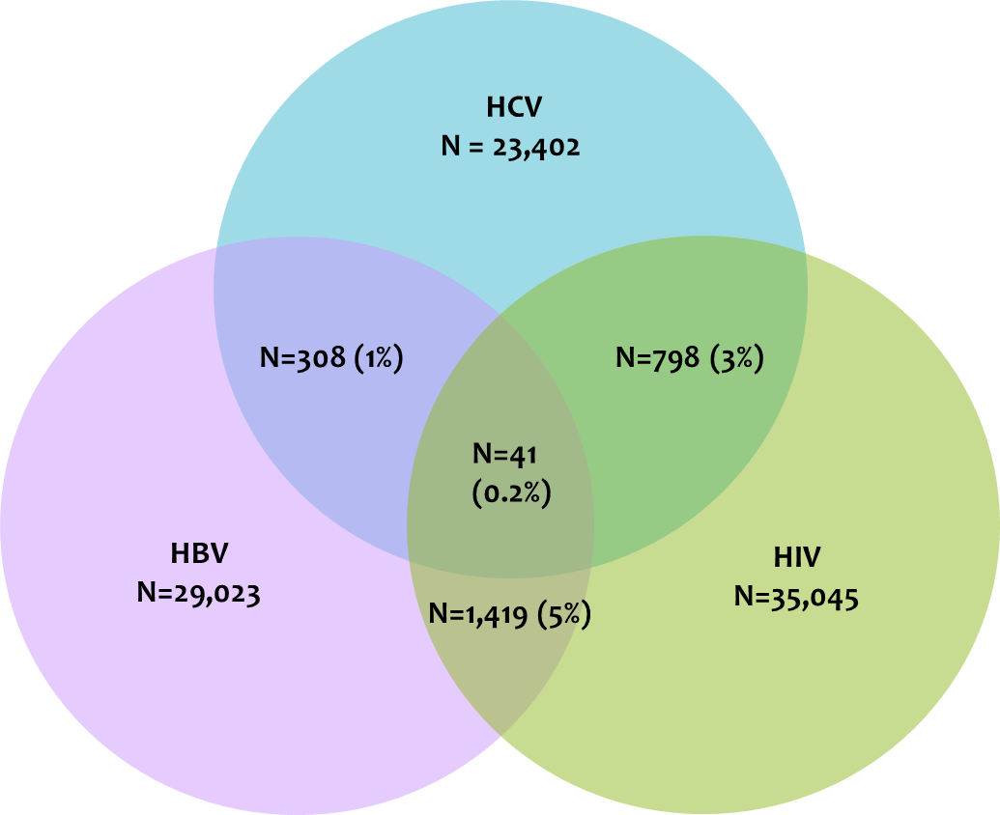 HCV
N = 23,402
N=308 (1%)
N=798 (3%)
N=41
(0.2%)
HBV
N=29,023
HIV
N=35,045
N=1,419 (5%)